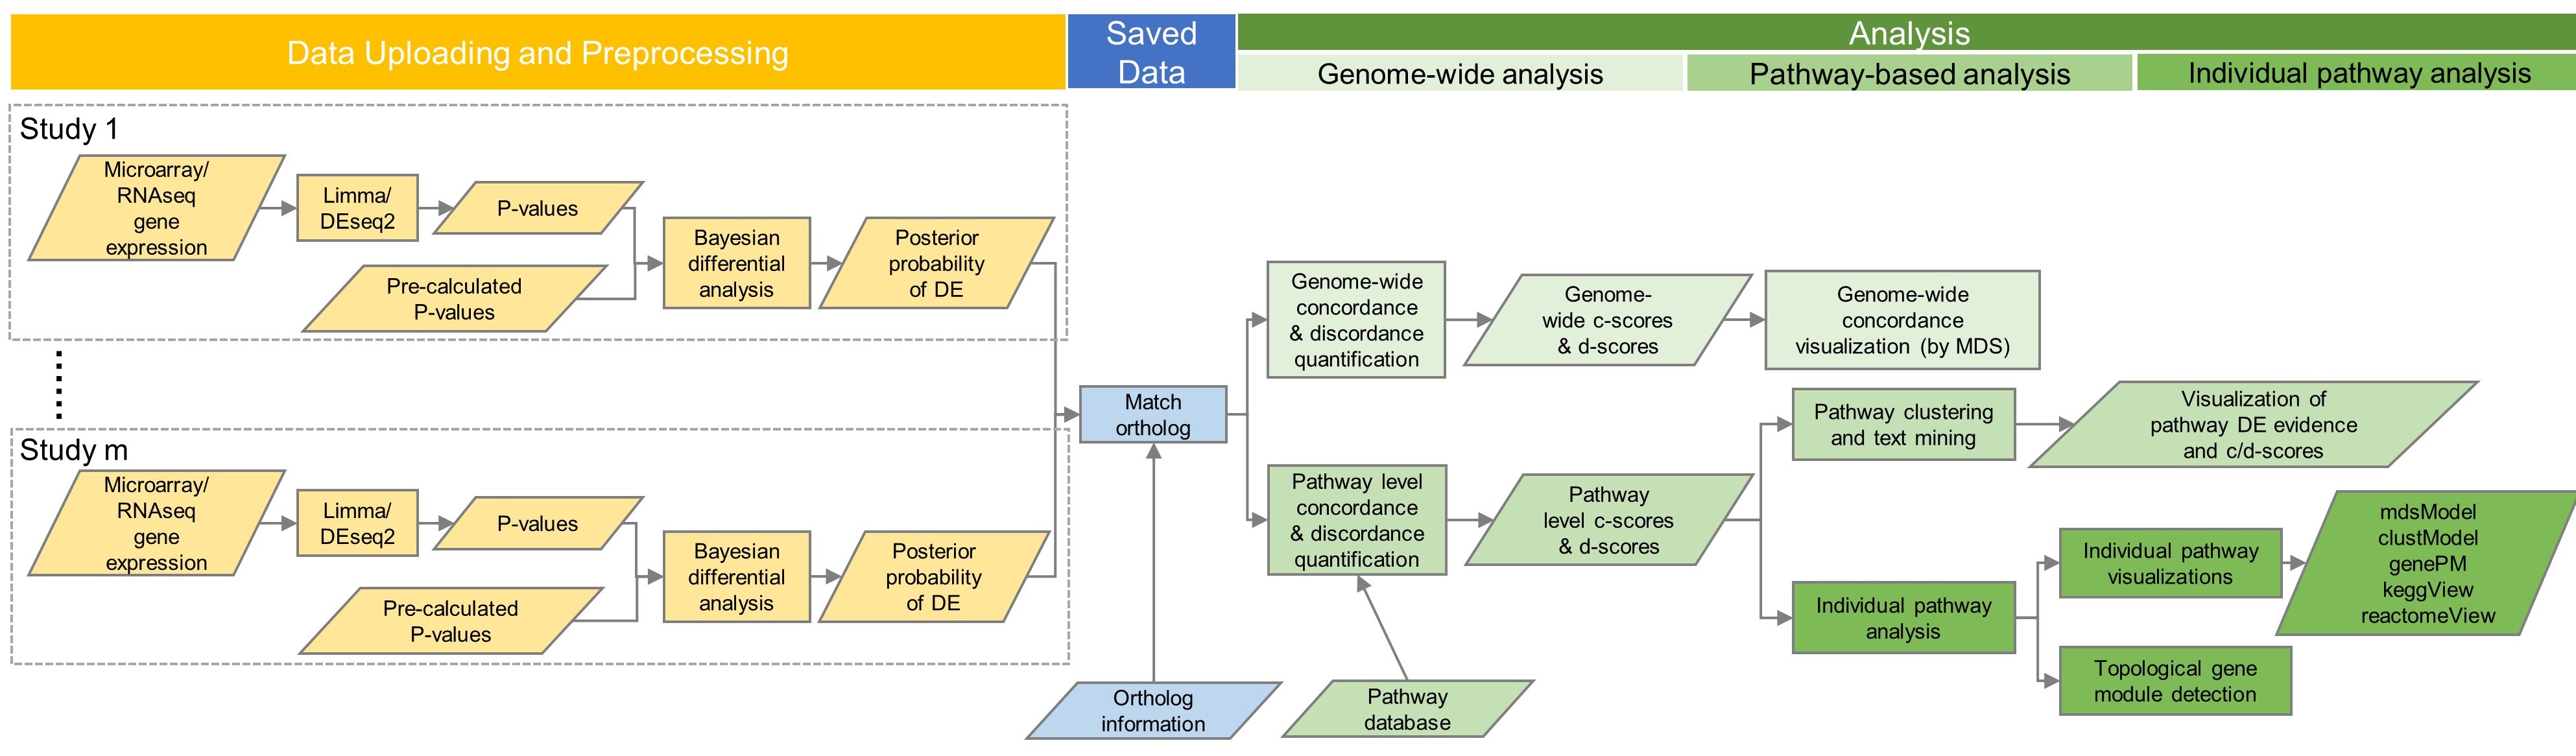 Data Uploading and Preprocessing
Saved
Data
Analysis
Genome-wide analysis
Pathway-based analysis
Individual pathway analysis
Study 1
Microarray/
RNAseq
gene
expression
Limma/
DEseq2
P-values
Pre-calculated
P-values
Bayesian
differential
analysis
Posterior
probability
of DE
Study m
Microarray/
RNAseq
gene
expression
Limma/
DEseq2
P-values
Pre-calculated
P-values
Bayesian
differential
analysis
Posterior
probability
of DE
Match
ortholog
Ortholog
information
Genome-wide
concordance
& discordance
quantification
Genome-
wide c-scores
& d-scores
Genome-wide
concordance
visualization (by MDS)
Pathway level
concordance
& discordance
quantification
Pathway
database
Pathway
level c-scores
& d-scores
Pathway clustering
and text mining
Visualization of
pathway DE evidence
and c/d-scores
Individual pathway
analysis
Individual pathway
visualizations
mdsModel
clustModel
genePM
keggView
reactomeView
Topological gene
module detection